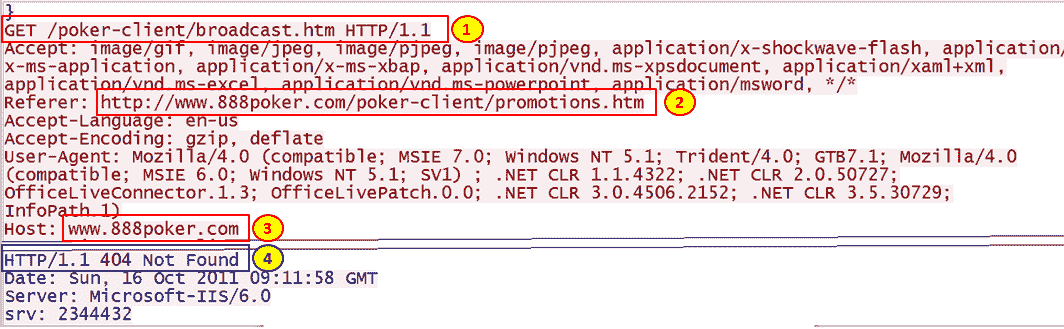 }
GET /poker-client/broadcast.htm HTTP/1.1 1
Accept: image/gif, image/jpeg, image/pjpeg, image/pjpeg, application/x-shockwave-flash, application/
x-ms-application, application/x-ms-xbap, application/vnd.ms-xpsdocument, application/xaml+xml,
application/vnd.ms-excel, application/vnd.ms-powerpoint, application/msword, */*
Referer: http://www.888poker.com/poker-client/promotions.htm 2
Accept-Language: en-us
Accept-Encoding: gzip, deflate
User-Agent: Mozilla/4.0 (compatible; MSIE 7.0; Windows NT 5.1; Trident/4.0; GTB7.1; Mozilla/4.0
(compatible; MSIE 6.0; Windows NT 5.1; SV1) ; .NET CLR 1.1.4322; .NET CLR 2.0.50727;
OfficeLiveConnector.1.3; OfficeLivePatch.0.0; .NET CLR 3.0.4506.2152; .NET CLR 3.5.30729;
InfoPath.1)
Host: www.888poker.com 3
HTTP/1.1 404 Not Found 4
Date: Sun, 16 Oct 2011 09:11:58 GMT
Server: Microsoft-IIS/6.0
srv: 2344432